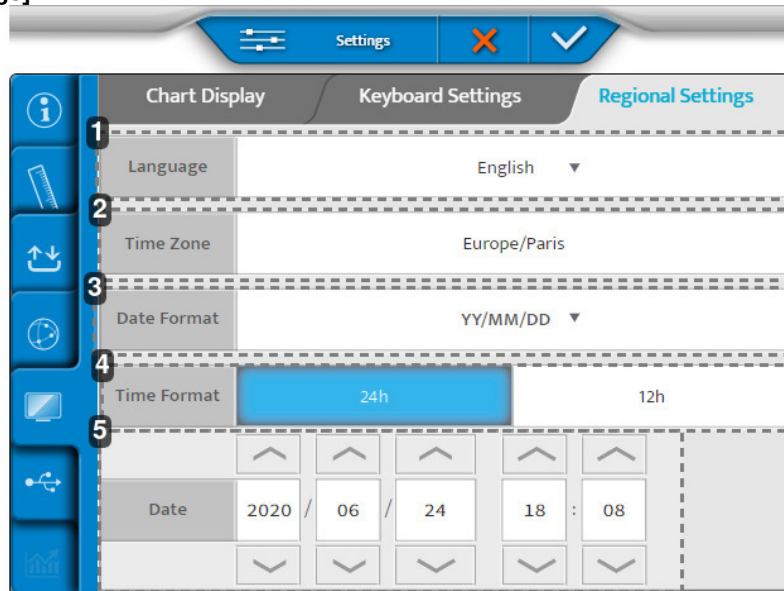 Settings
Chart Display Keyboard Settings Regional Settings
1
Language English
2
Time Zone Europe/Paris
3
Date Format YY/MM/DD
4
Time Format 24h 12h
5
Date 2020 / 06 / 24 18 : 08